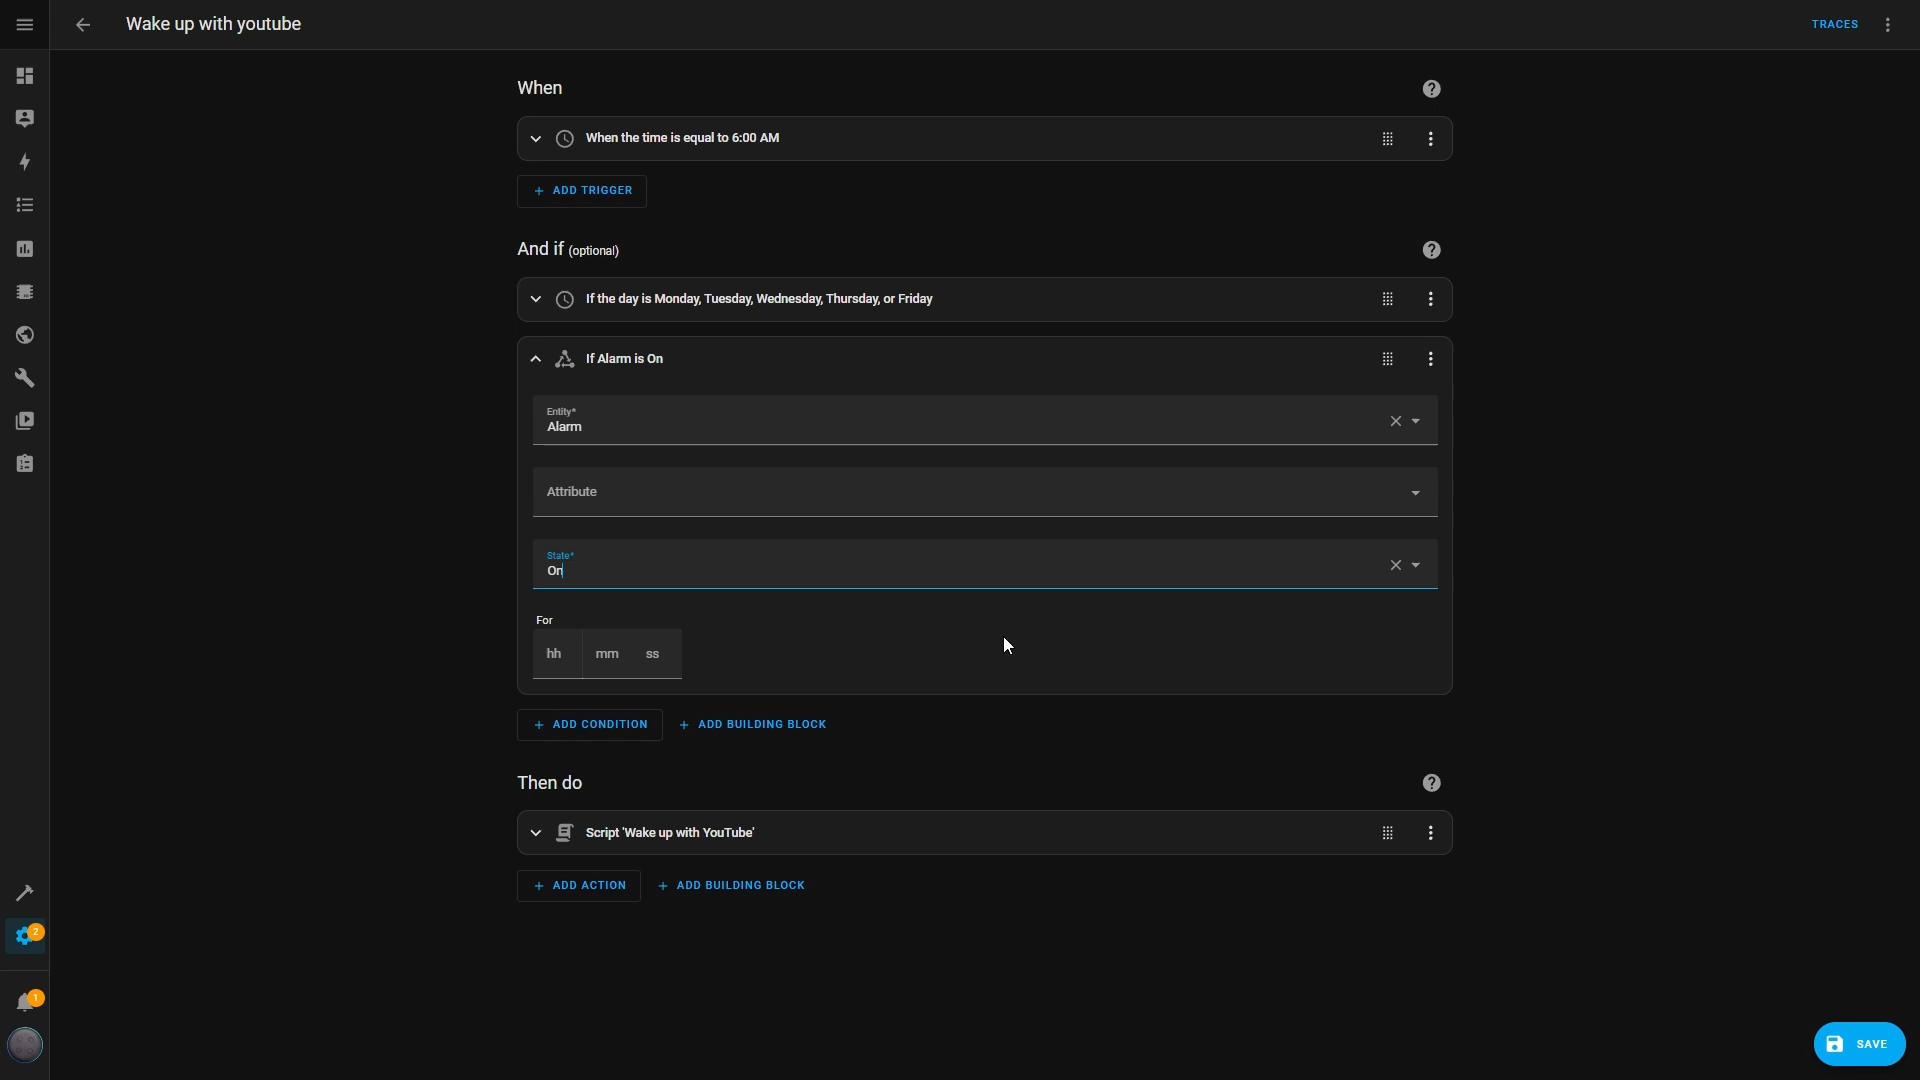 Wake up with youtube
TRACES
When
When the time is equal to 6:00 AM
ADD TRIGGER
And if (optional)
If the day is Monday, Tuesday, Wednesday, Thursday, or Friday
If Alarm is On
Entity*
Alarm
Attribute
State*
On
For
hh mm ss
ADD CONDITION ADD BUILDING BLOCK
Then do
Script 'Wake up with YouTube'
ADD ACTION ADD BUILDING BLOCK
2
1
SAVE